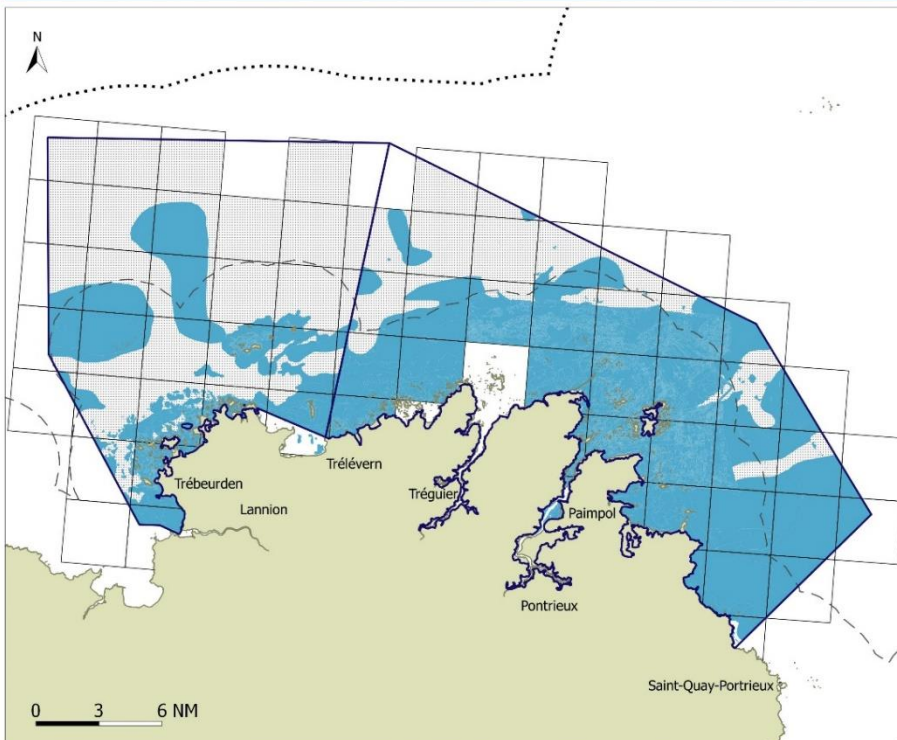 N
Trélévern
Trébeurden
Tréguier
Lannion
Paimpol
Pontrieux
Saint-Quay-Portrieux
0 3 6 NM